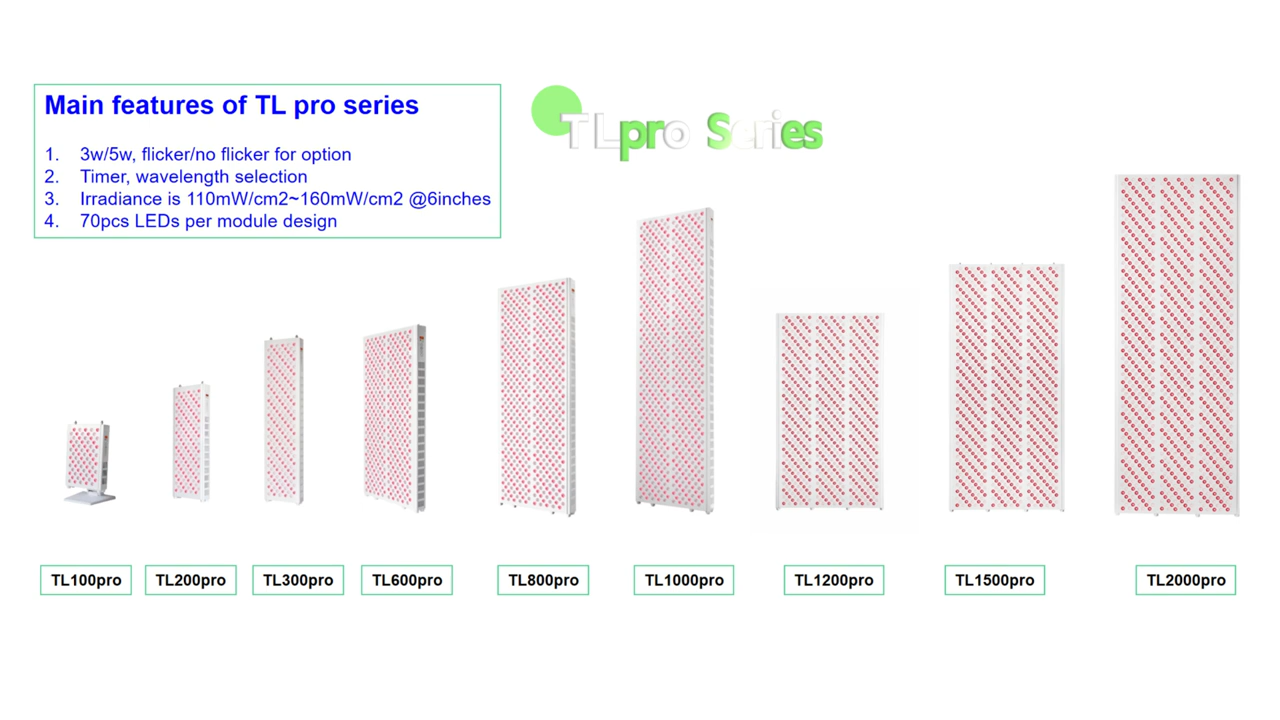 Main features of TL pro series
1. 3w/5w, flicker/no flicker for option
2. Timer, wavelength selection
3. Irradiance is 110mW/cm2~160mW/cm2 @6inches
4. 70pcs LEDs per module design
TLpro Series
TL100pro
TL200pro
TL300pro
TL600pro
TL800pro
TL1000pro
TL1200pro
TL1500pro
TL2000pro